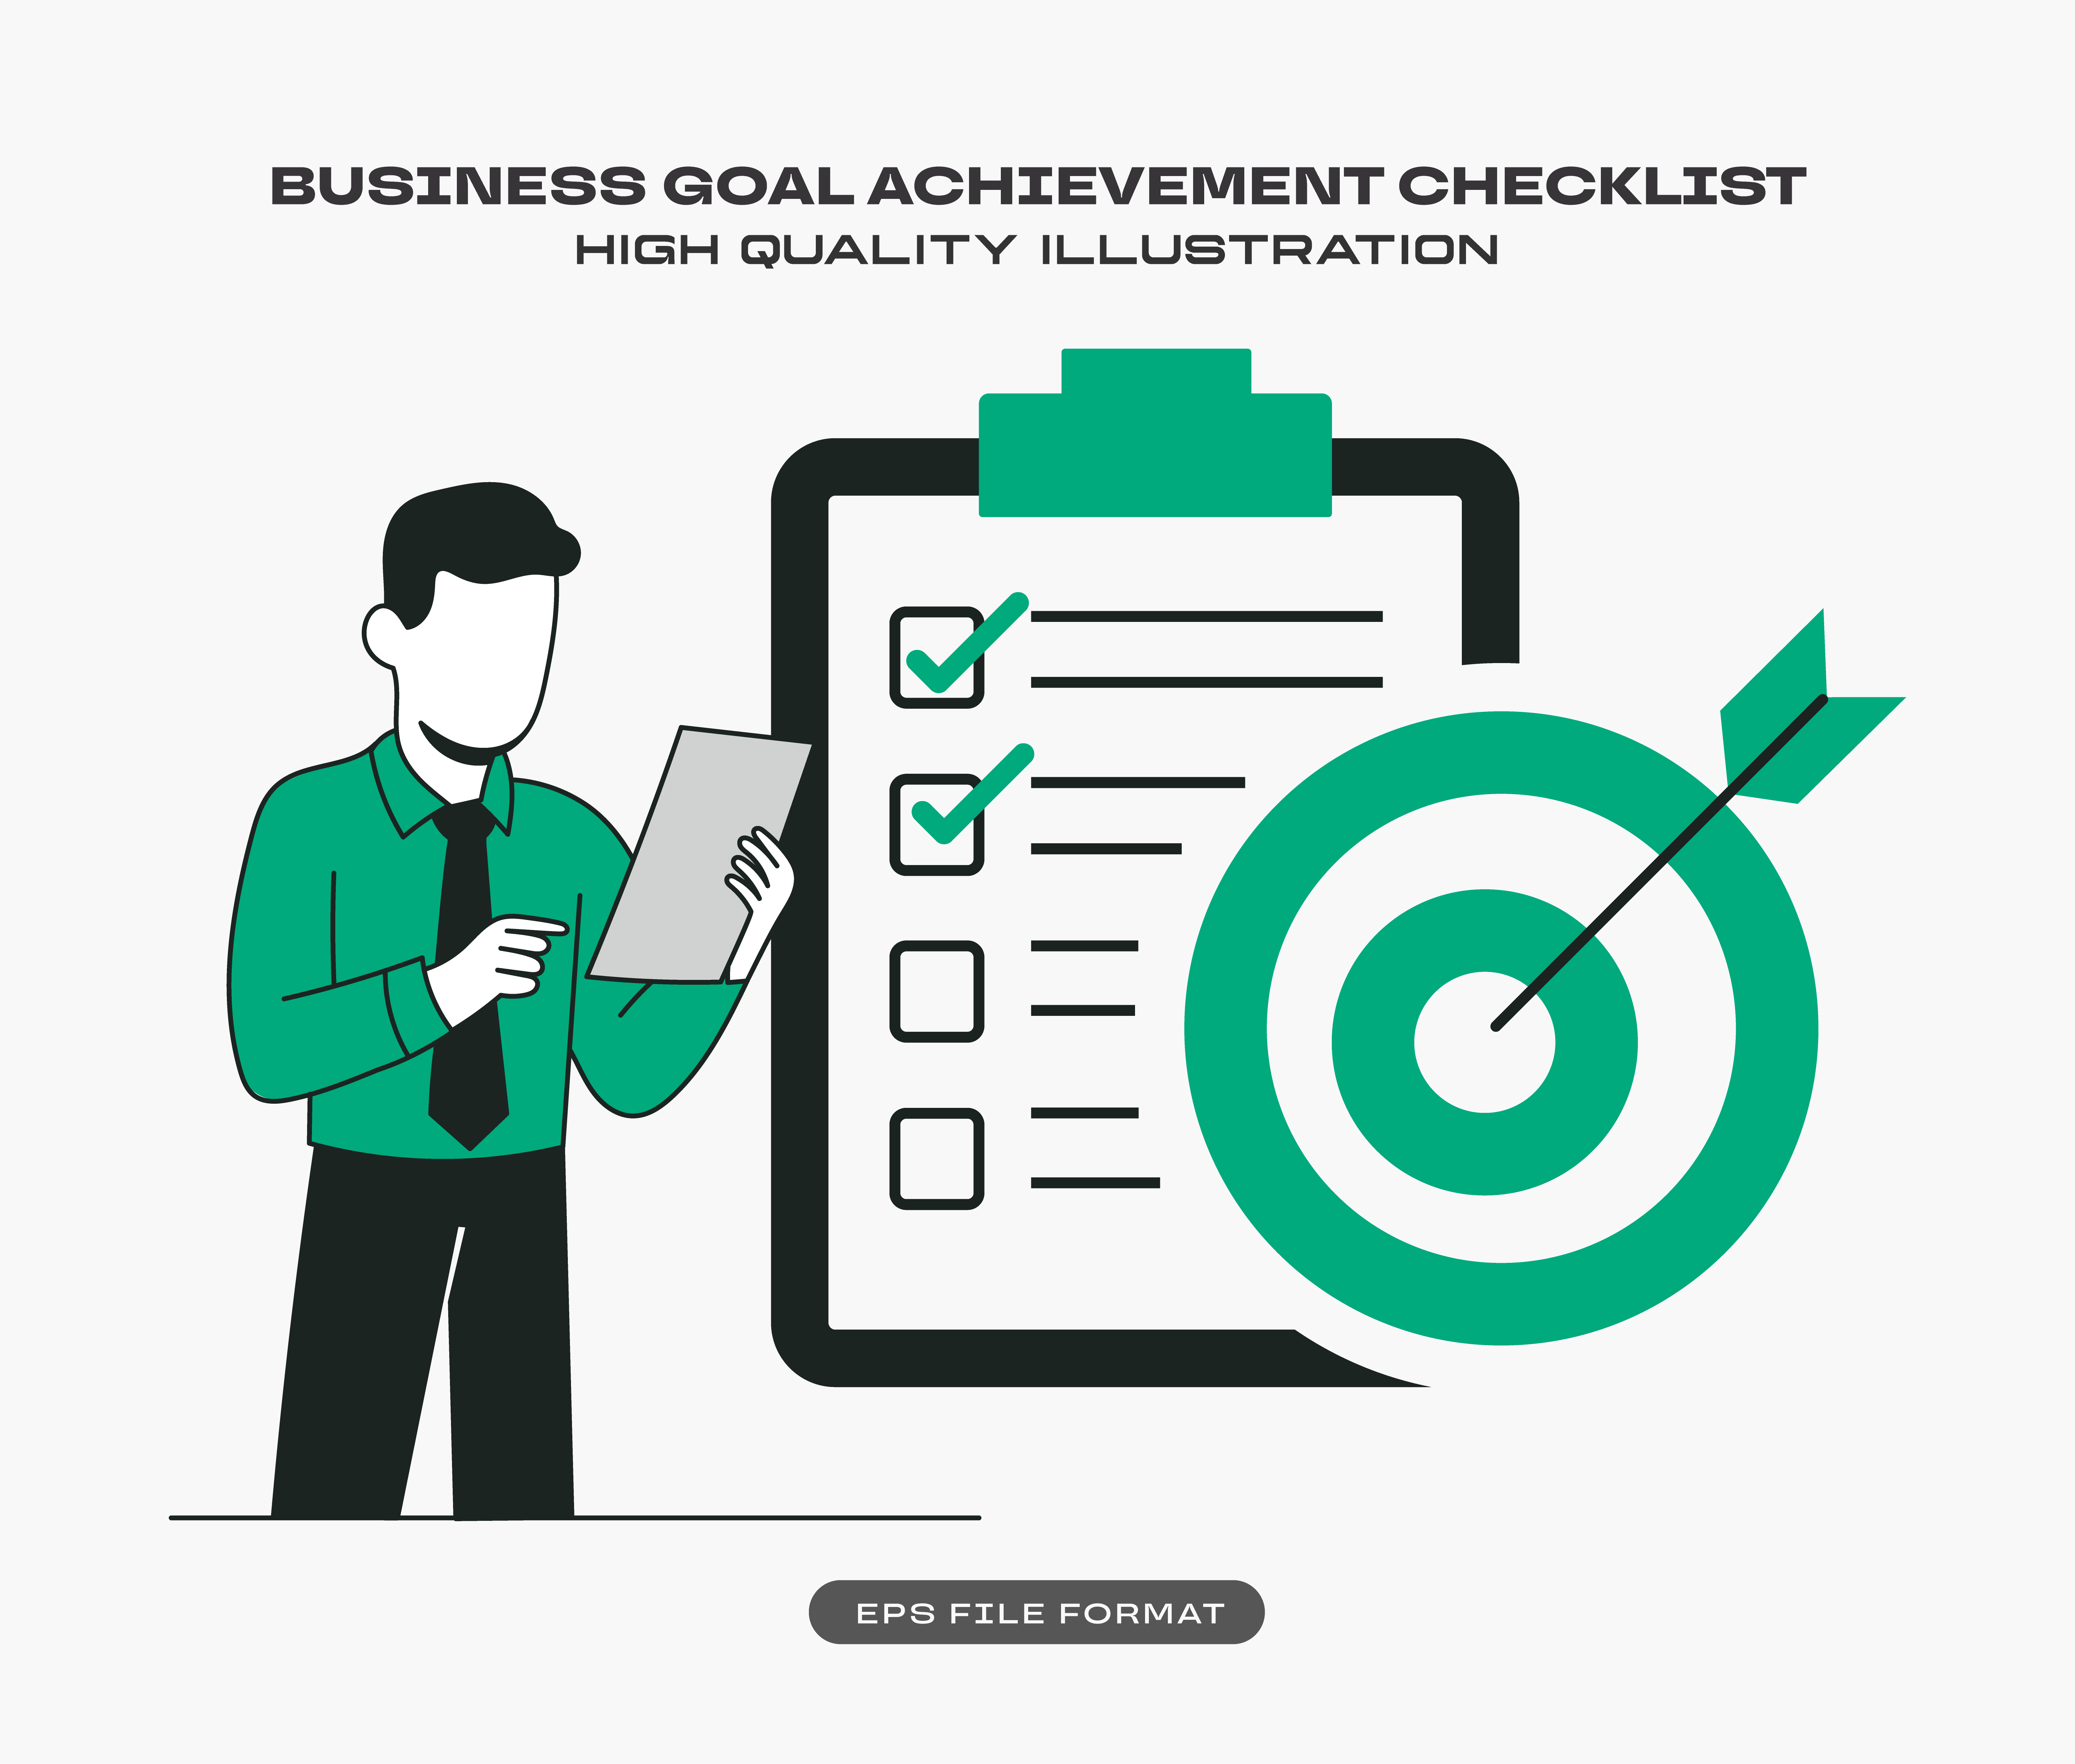 BUSINESS GOAL ACHIEVEMENT CHECKLIST
HIGH QUALITY ILLUSTRATION
EPS FILE FORMAT